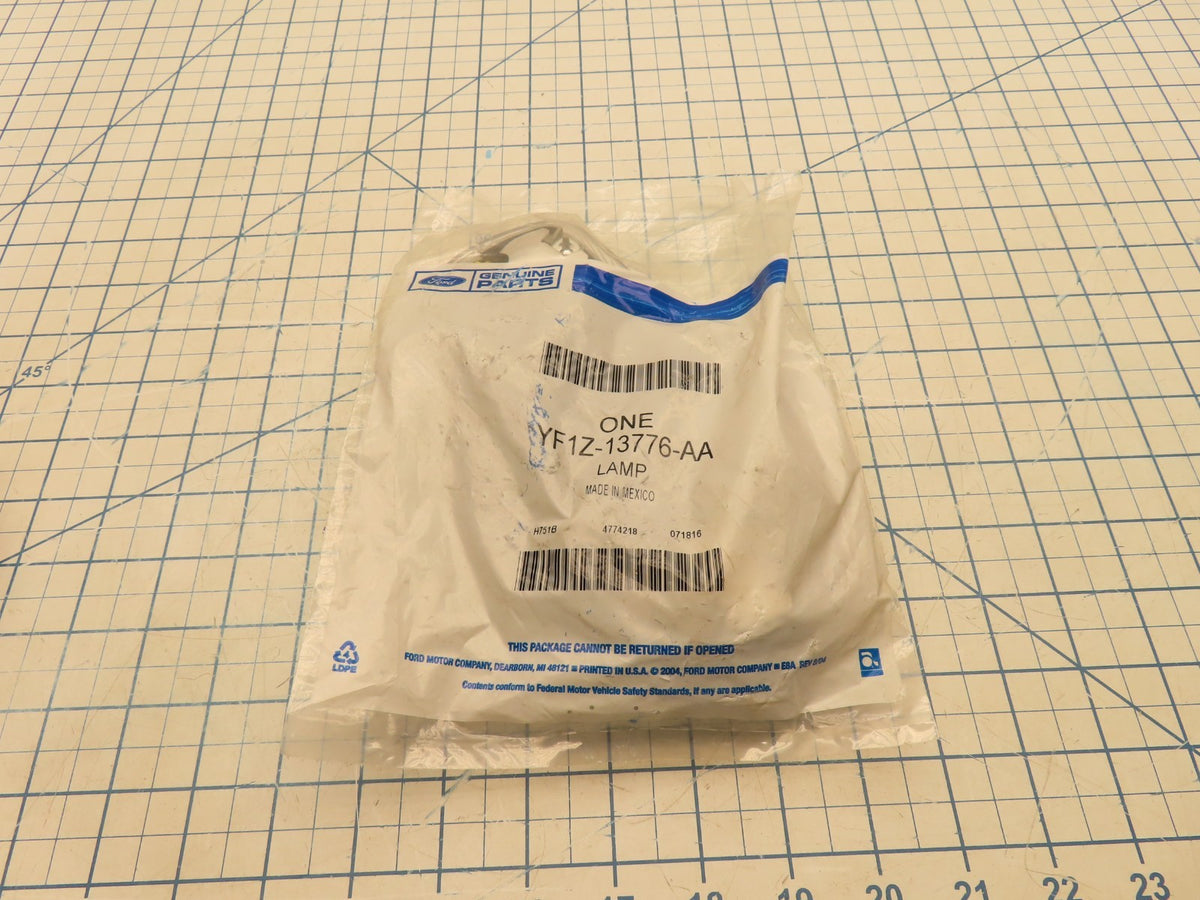 45°
Ford GENUINE PARTS
ONE
YF1Z-13776-AA
LAMP
MADE IN MEXICO
H751B 4774218 071816
THIS PACKAGE CANNOT BE RETURNED IF OPENED
LDPE
FORD MOTOR COMPANY, DEARBORN, MI 48121 ■ PRINTED IN U.S.A. © 2004, FORD MOTOR COMPANY ■ E8A REV 8/04
Contents conform to Federal Motor Vehicle Safety Standards, if any are applicable.
17 18 19 20 21 22 23